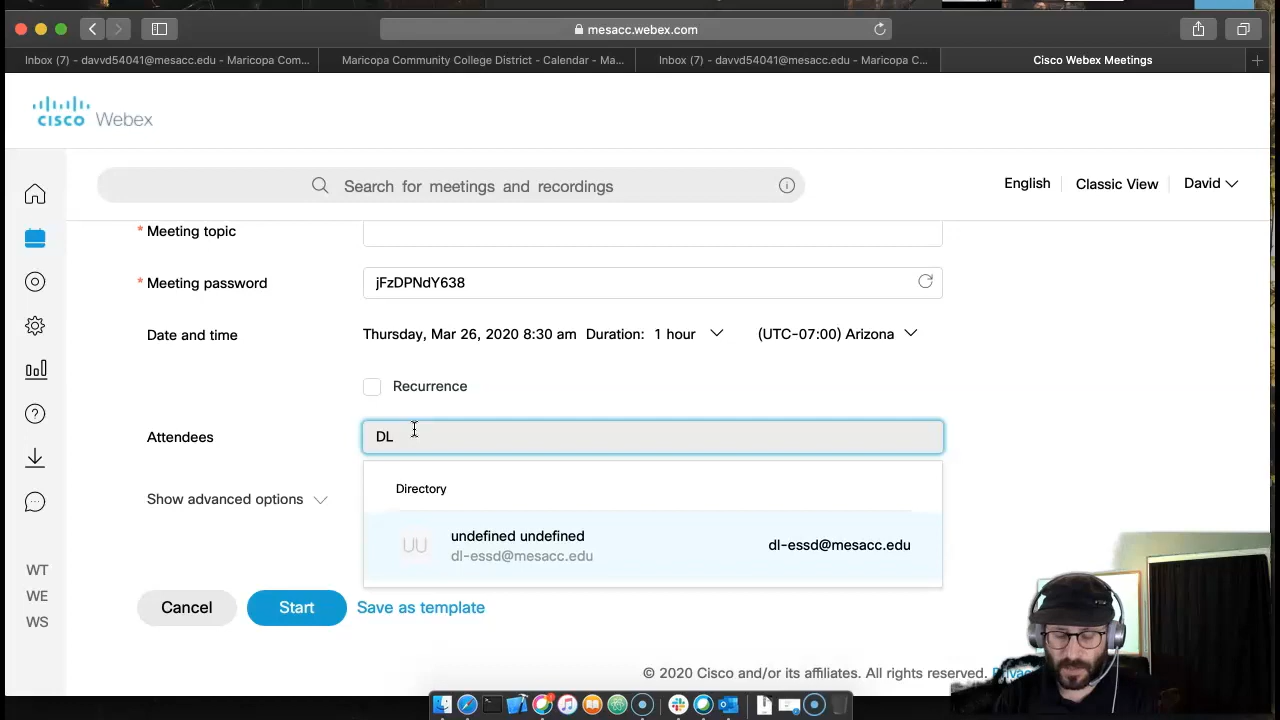 mesacc.webex.com
Inbox (7) - davvd54041@mesacc.edu - Maricopa Com...
Maricopa Community College District - Calendar - Ma...
Inbox (7) - davvd54041@mesacc.edu - Maricopa C...
Cisco Webex Meetings
cisco Webex
Search for meetings and recordings
English
Classic View
David
* Meeting topic
* Meeting password
jFzDPNdY638
Date and time
Thursday, Mar 26, 2020 8:30 am Duration: 1 hour
(UTC-07:00) Arizona
Recurrence
Attendees
DL
Directory
UU
undefined undefined
dl-essd@mesacc.edu
dl-essd@mesacc.edu
Show advanced options
WT
WE
WS
Cancel
Start
Save as template
© 2020 Cisco and/or its affiliates. All rights reserved.